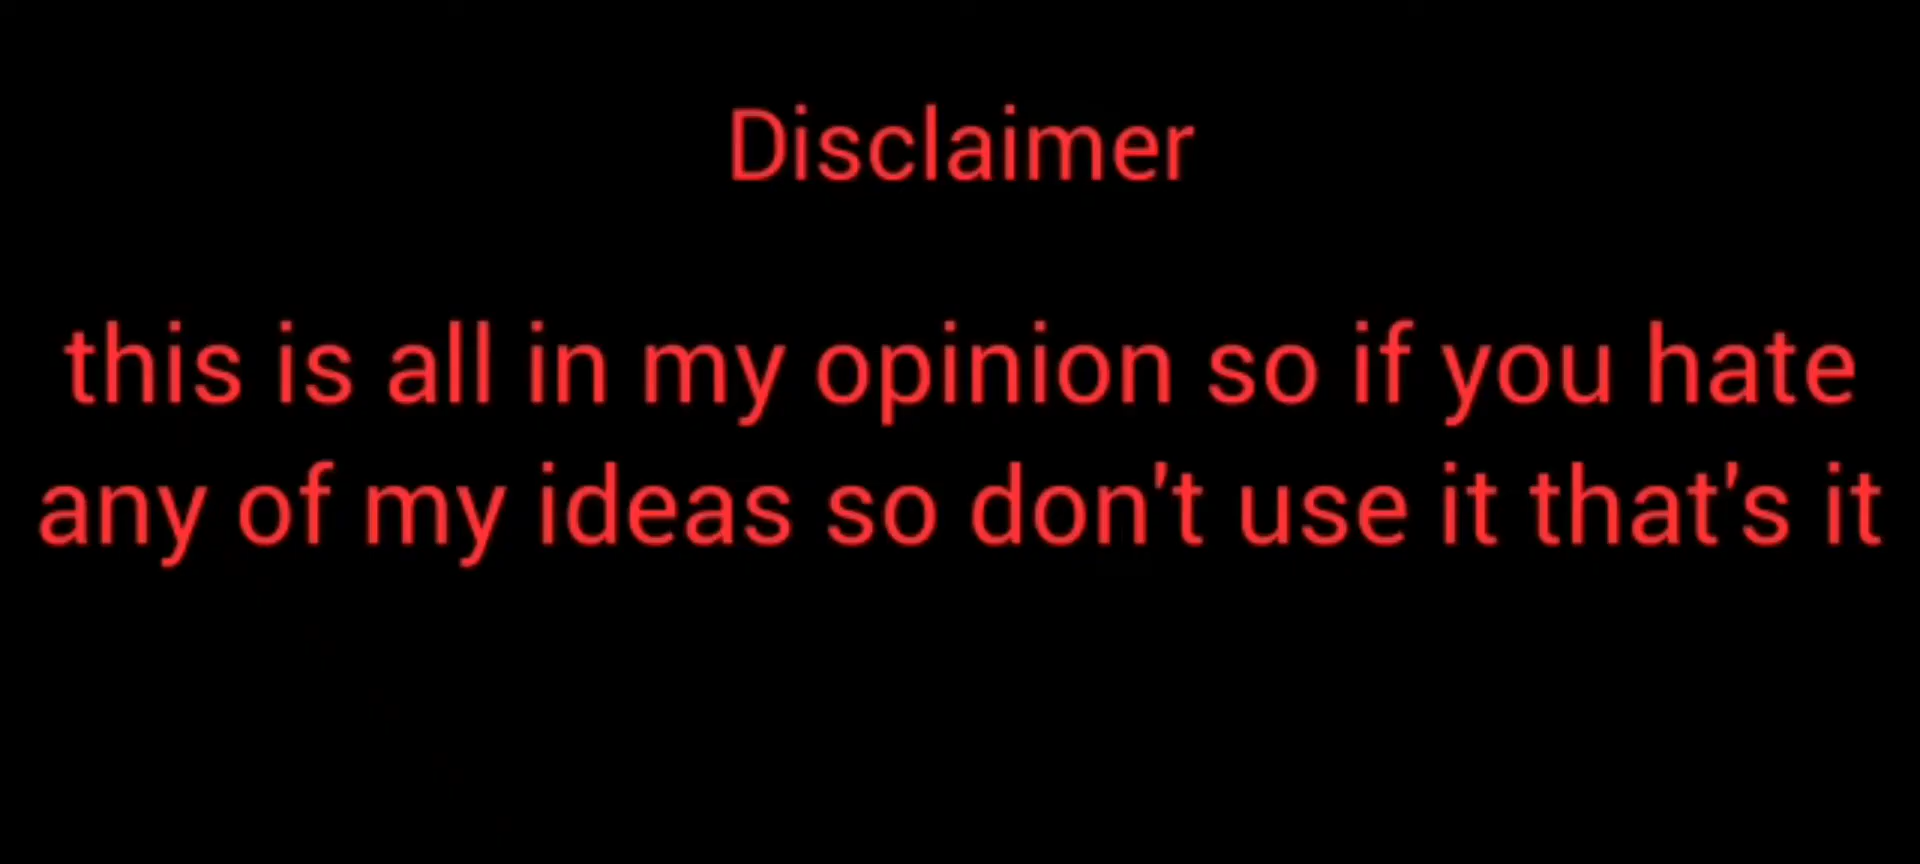 Disclaimer
this is all in my opinion so if you hate
any of my ideas so don't use it that's it